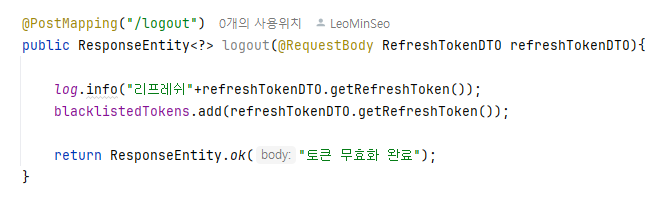 @PostMapping("/logout") 0개의 사용위치 LeoMinSeo
public ResponseEntity<?> logout(@RequestBody RefreshTokenDTO refreshTokenDTO){
log.info("리프레쉬"+refreshTokenDTO.getRefreshToken());
blacklistedTokens.add(refreshTokenDTO.getRefreshToken());
return ResponseEntity.ok( body: "토큰 무효화 완료");
}